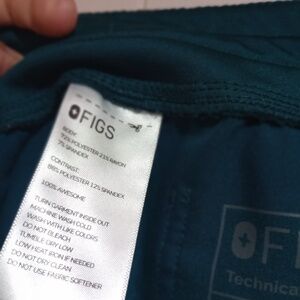 FIGS
BODY:
72% POLYESTER 21% RAYON
7% SPANDEX
CONTRAST:
88% POLYESTER 12% SPANDEX
100% AWESOME
TURN GARMENT INSIDE OUT
MACHINE WASH COLD
WASH WITH LIKE COLORS
DO NOT BLEACH
TUMBLE DRY LOW
LOW HEAT IRON IF NEEDED
DO NOT DRY CLEAN
DO NOT USE FABRIC SOFTENER
FI
Technica